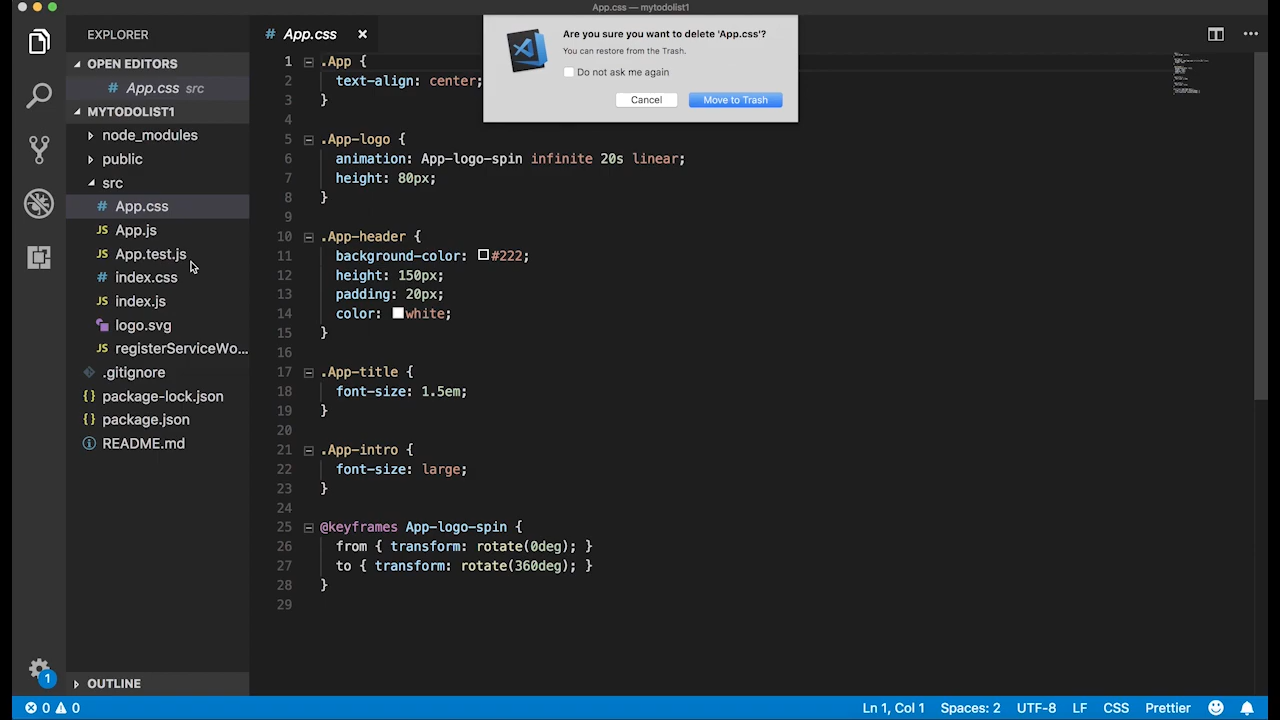 App.css — mytodolist1
EXPLORER
OPEN EDITORS
# App.css src
MYTODOLIST1
node_modules
public
src
# App.css
JS App.js
JS App.test.js
# index.css
JS index.js
logo.svg
JS registerServiceWo...
.gitignore
{ } package-lock.json
{ } package.json
README.md
OUTLINE
1
# App.css
Are you sure you want to delete 'App.css'?
You can restore from the Trash.
Do not ask me again
Cancel
Move to Trash
1 .App {
2 text-align: center;
3 }
4
5 .App-logo {
6 animation: App-logo-spin infinite 20s linear;
7 height: 80px;
8 }
9
10 .App-header {
11 background-color: #222;
12 height: 150px;
13 padding: 20px;
14 color: white;
15 }
16
17 .App-title {
18 font-size: 1.5em;
19 }
20
21 .App-intro {
22 font-size: large;
23 }
24
25 @keyframes App-logo-spin {
26 from { transform: rotate(0deg); }
27 to { transform: rotate(360deg); }
28 }
29
0 0 Ln 1, Col 1 Spaces: 2 UTF-8 LF CSS Prettier